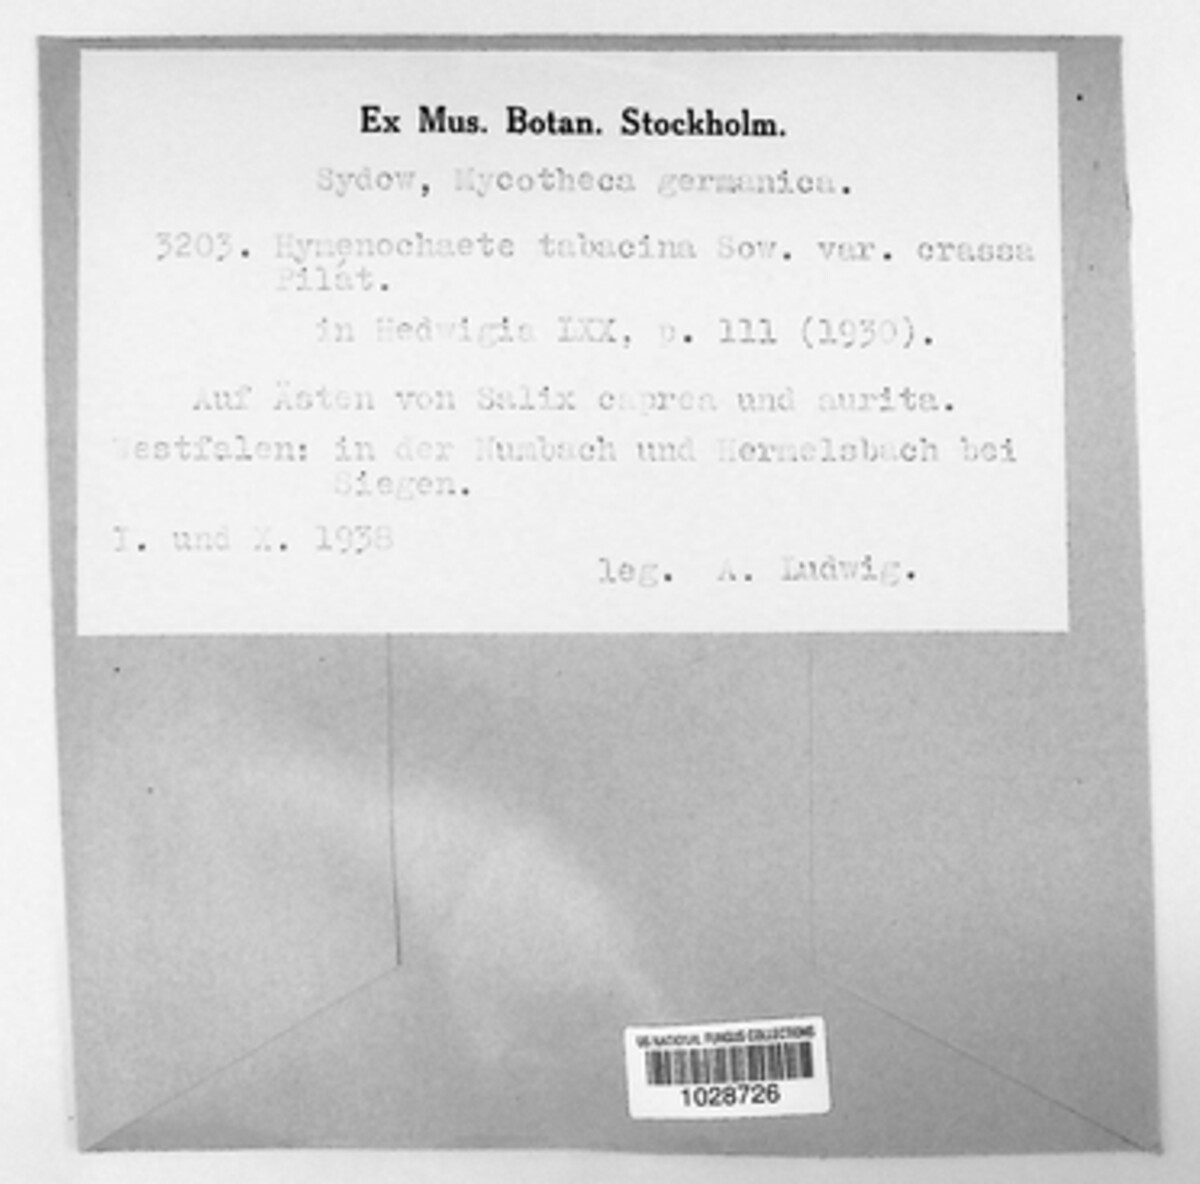 Ex Mus. Botan. Stockholm.
Sydow, Mycotheca germanica.
3203. Hymenochaete tabacina Sow. var. crassa
Pilát.
in Hedwigia LXX, p. 111 (1930).
Auf Ästen von Salix caprea und aurita.
Westfalen: in der Numbach und Hermelsbach bei
Siegen.
I. und X. 1938
leg. A. Ludwig.
US NATIONAL FUNGUS COLLECTIONS
1028726